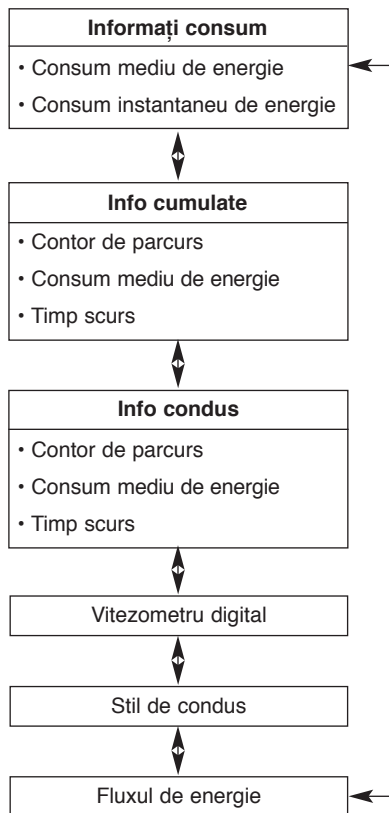 Informați consum
• Consum mediu de energie
• Consum instantaneu de energie
Info cumulate
• Contor de parcurs
• Consum mediu de energie
• Timp scurs
Info condus
• Contor de parcurs
• Consum mediu de energie
• Timp scurs
Vitezometru digital
Stil de condus
Fluxul de energie